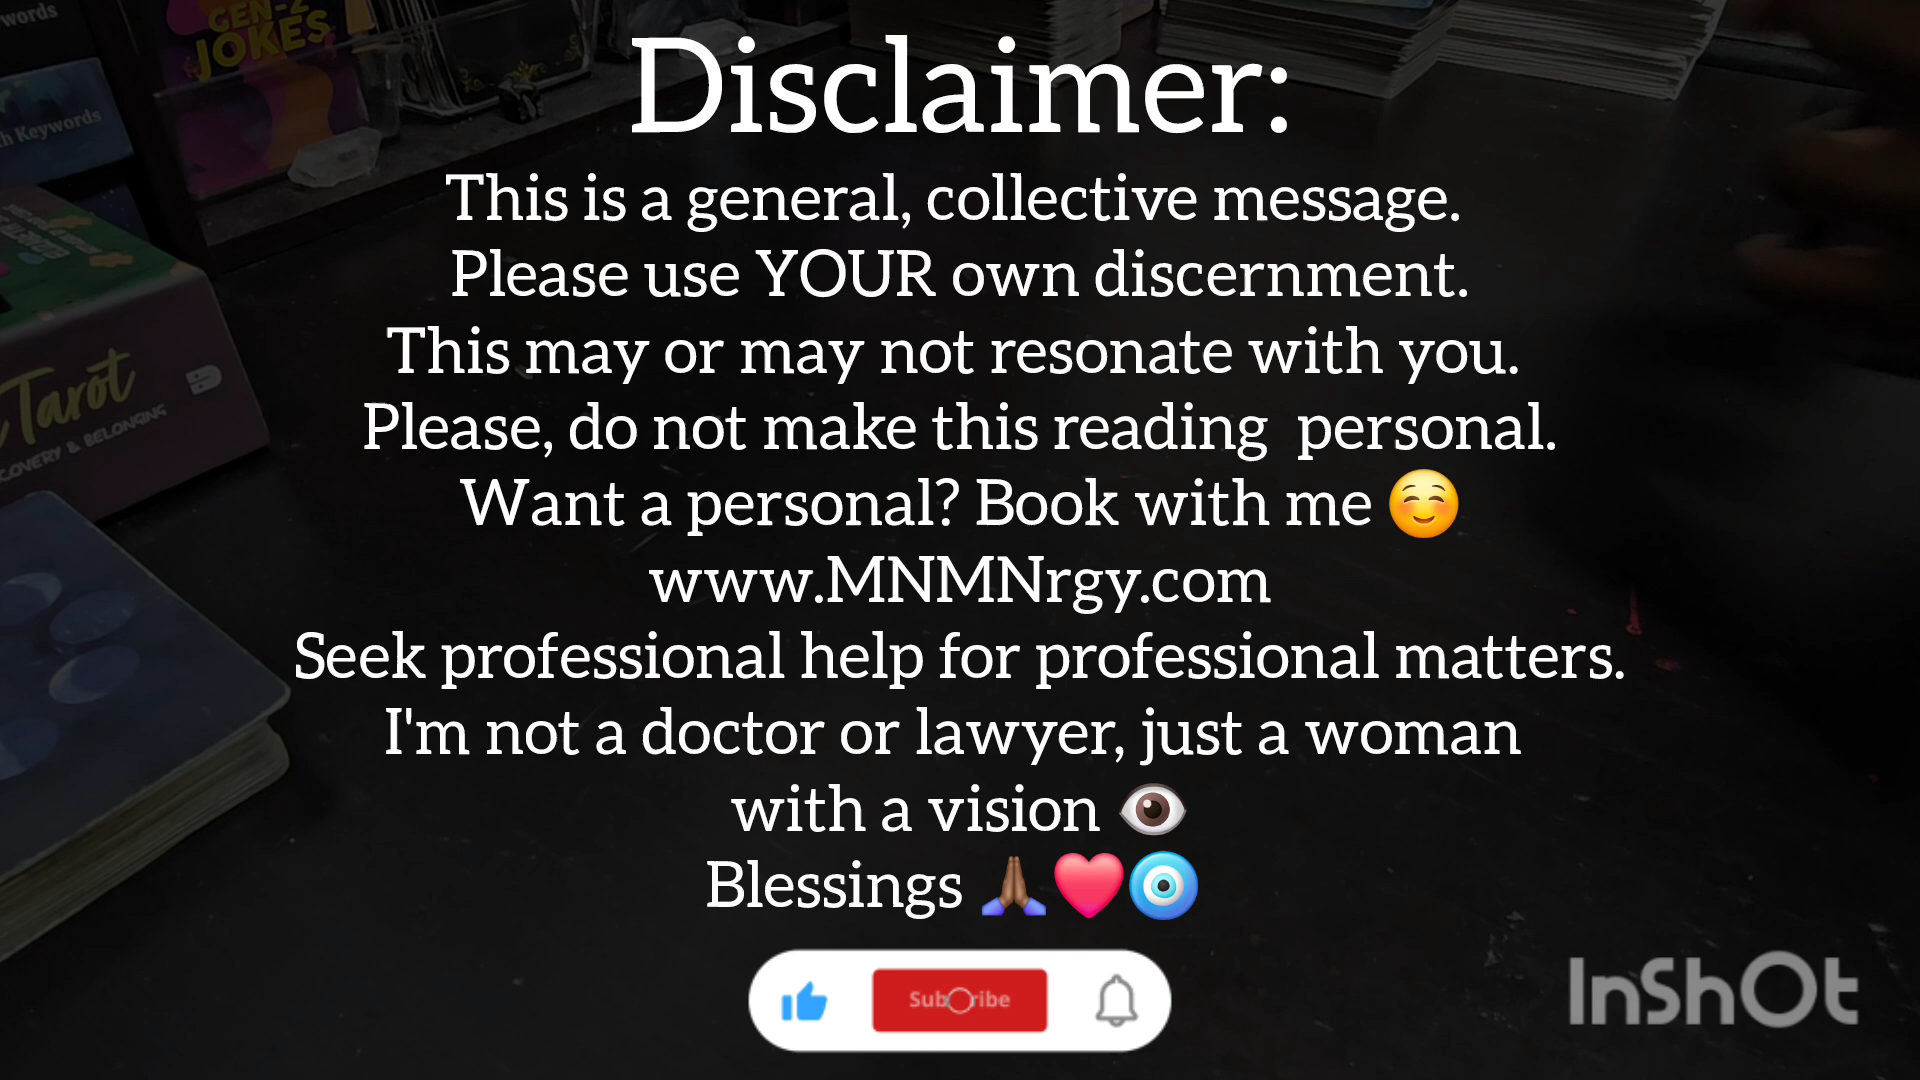 Disclaimer:
This is a general, collective message.
Please use YOUR own discernment.
This may or may not resonate with you.
Please, do not make this reading  personal.
Want a personal? Book with me ☺️
www.MNMNrgy.com
Seek professional help for professional matters.
I'm not a doctor or lawyer, just a woman
with a vision 👁️
Blessings 🙏🏾❤️🧿
InShOt
GEN-Z
JOKES
Keywords
Tarot
& BELONGING